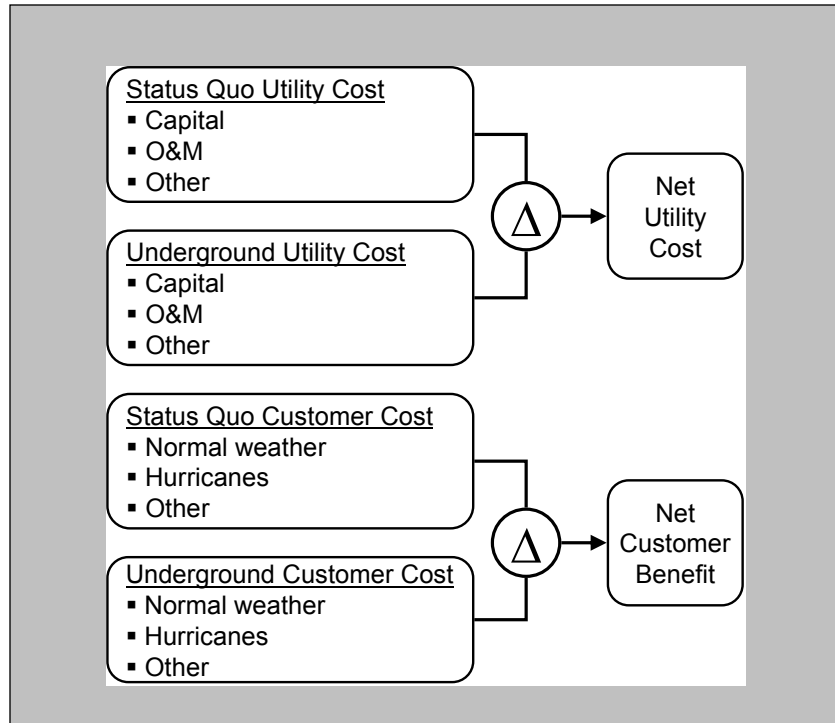 Status Quo Utility Cost
▪ Capital
▪ O&M
▪ Other
Δ
Net
Utility
Cost
Underground Utility Cost
▪ Capital
▪ O&M
▪ Other
Status Quo Customer Cost
▪ Normal weather
▪ Hurricanes
▪ Other
Δ
Net
Customer
Benefit
Underground Customer Cost
▪ Normal weather
▪ Hurricanes
▪ Other